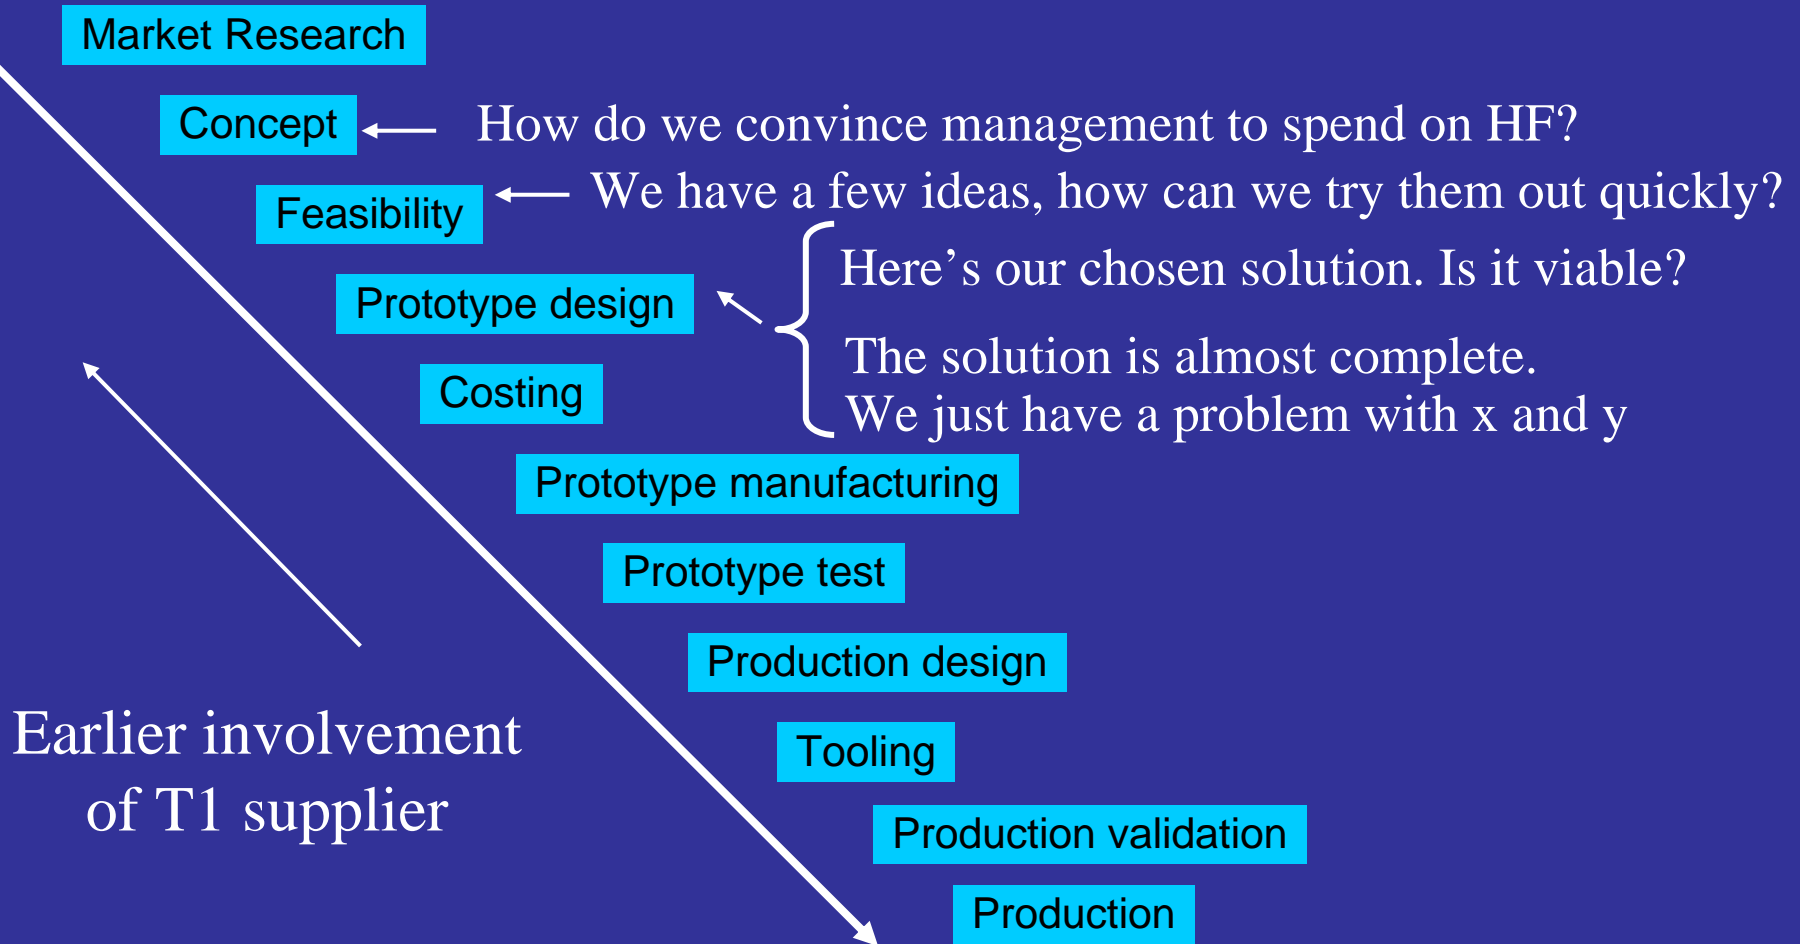 Market Research
Concept
How do we convince management to spend on HF?
Feasibility
We have a few ideas, how can we try them out quickly?
Prototype design
Here’s our chosen solution. Is it viable?
Costing
The solution is almost complete.
We just have a problem with x and y
Prototype manufacturing
Prototype test
Production design
Earlier involvement
of T1 supplier
Tooling
Production validation
Production